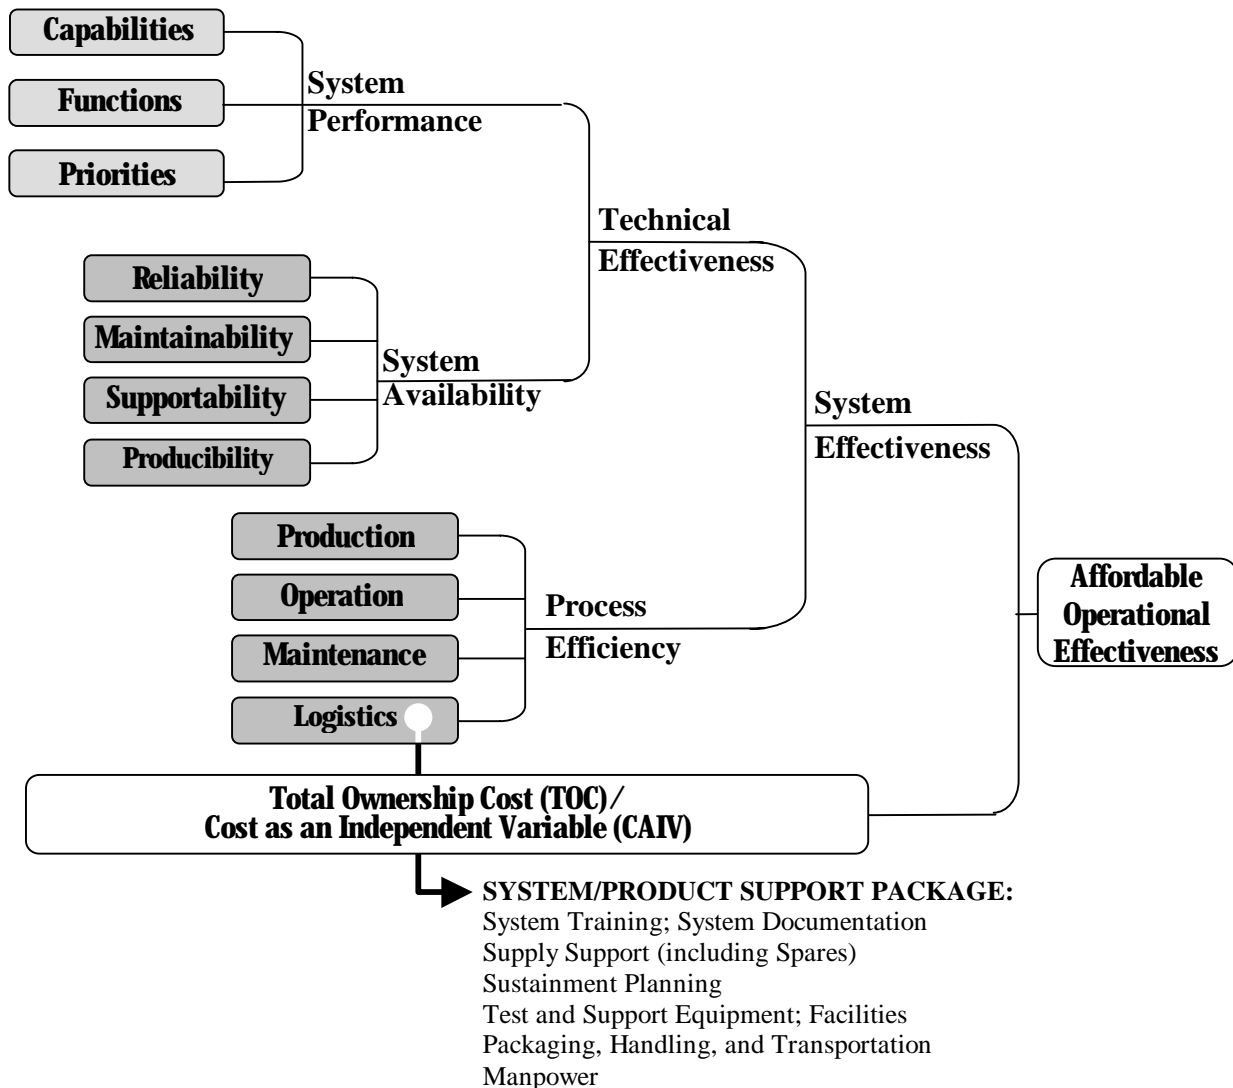 Capabilities
Functions
Priorities
System
Performance
Technical
Effectiveness
Reliability
Maintainability
Supportability
Producibility
System
Availability
System
Effectiveness
Production
Operation
Maintenance
Logistics
Process
Efficiency
Affordable
Operational
Effectiveness
Total Ownership Cost (TOC)/
Cost as an Independent Variable (CAIV)
SYSTEM/PRODUCT SUPPORT PACKAGE:
System Training; System Documentation
Supply Support (including Spares)
Sustainment Planning
Test and Support Equipment; Facilities
Packaging, Handling, and Transportation
Manpower